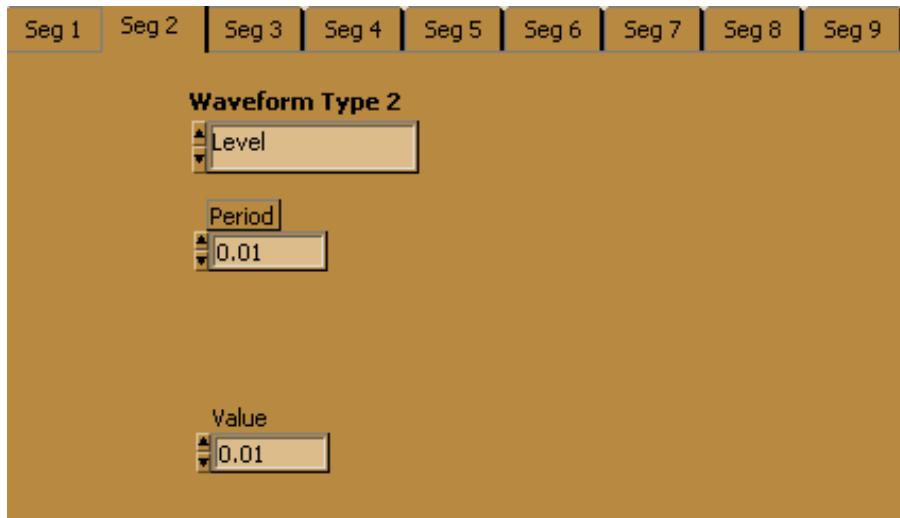 Seg 1 Seg 2 Seg 3 Seg 4 Seg 5 Seg 6 Seg 7 Seg 8 Seg 9
Waveform Type 2
Level
Period
0.01
Value
0.01